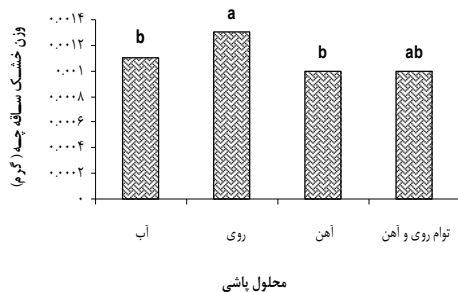 وزن خشک ساقه چه ( گرم)
۰.۰۰۱۴
۰.۰۰۱۲
۰.۰۰۱
۰.۰۰۰۸
۰.۰۰۰۶
۰.۰۰۰۴
۰.۰۰۰۲
۰
b
a
b
ab
آب
روی
آهن
توام روی و آهن
محلول پاشی